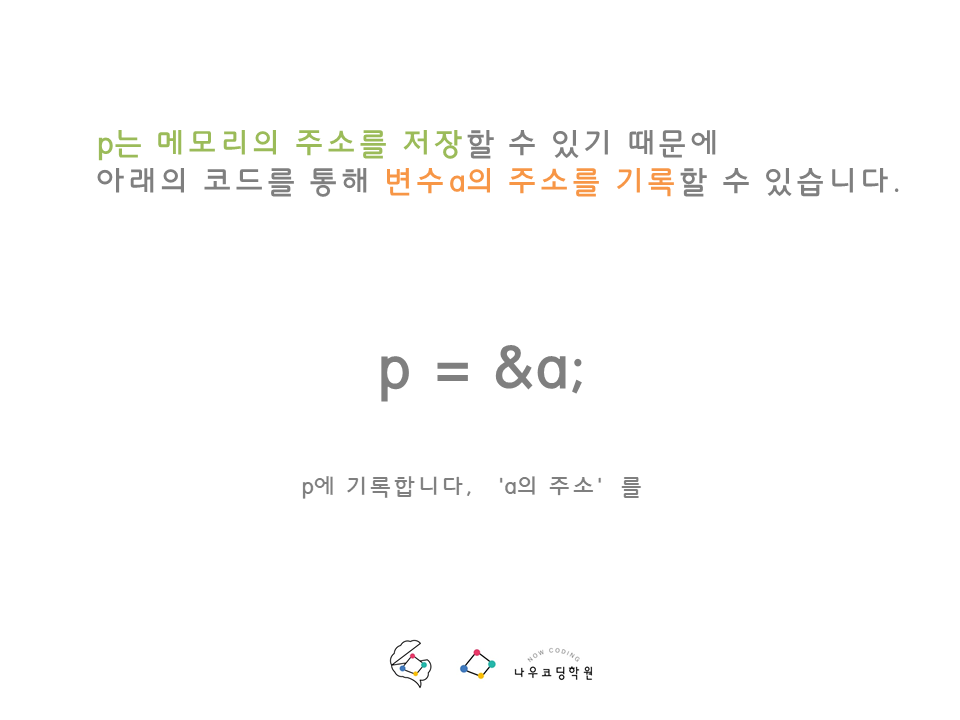 p는 메모리의 주소를 저장할 수 있기 때문에
아래의 코드를 통해 변수a의 주소를 기록할 수 있습니다.
p = &a;
p에 기록합니다, 'a의 주소' 를
NOW CODING
나우코딩학원